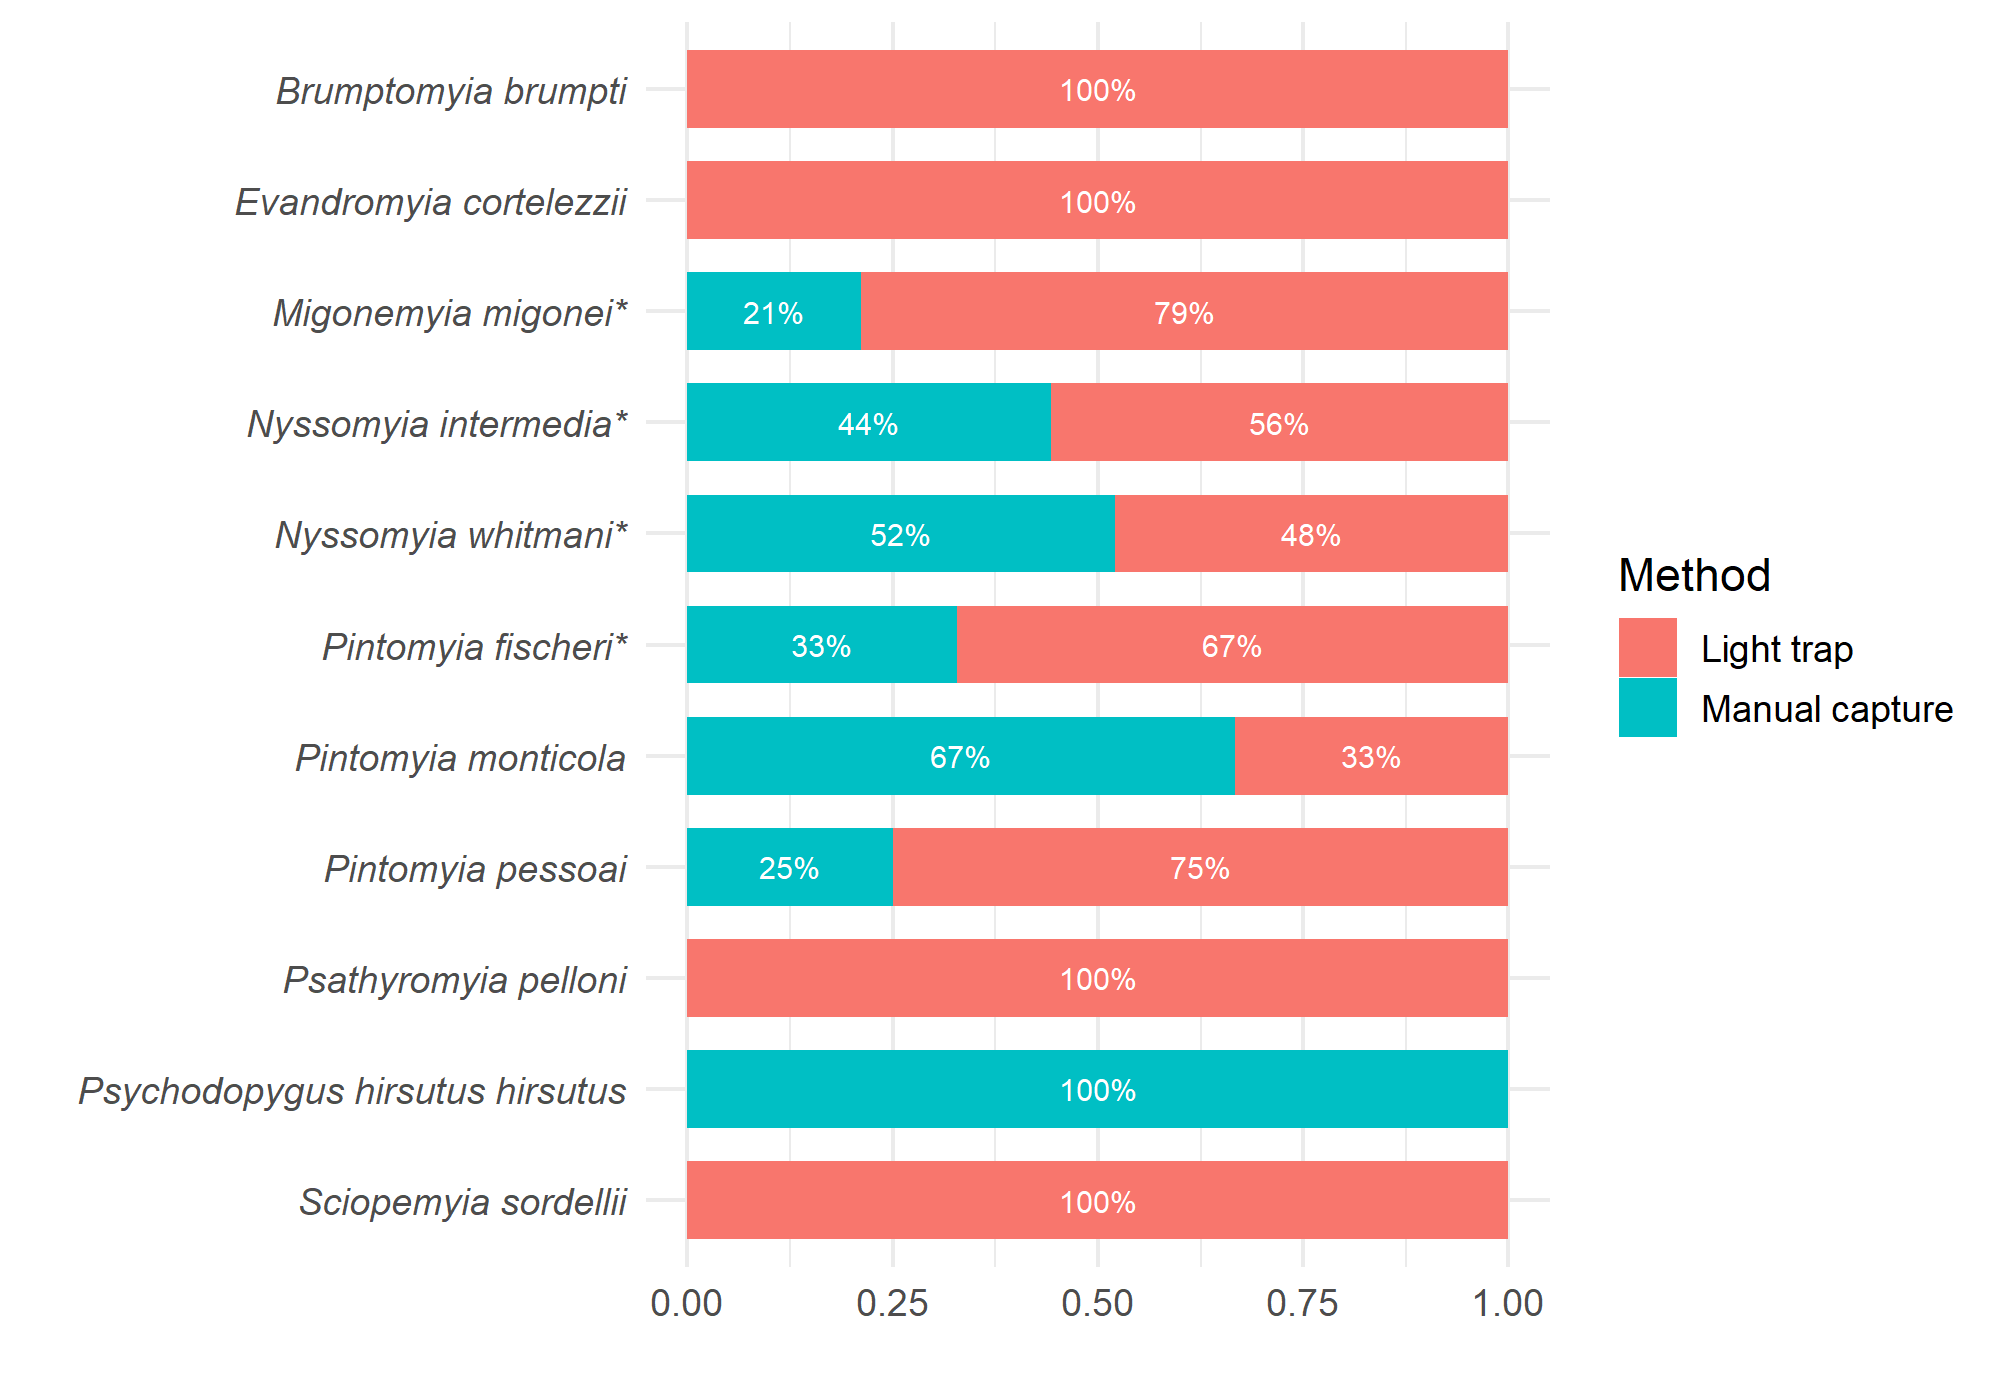 Brumptomyia brumpti
100%
Evandromyia cortelezzii
100%
Migonemyia migonei*
21% 79%
Nyssomyia intermedia*
44% 56%
Nyssomyia whitmani*
52% 48%
Pintomyia fischeri*
33% 67%
Pintomyia monticola
67% 33%
Pintomyia pessoai
25% 75%
Psathyromyia pelloni
100%
Psychodopygus hirsutus hirsutus
100%
Sciopemyia sordellii
100%
0.00 0.25 0.50 0.75 1.00
Method
Light trap
Manual capture